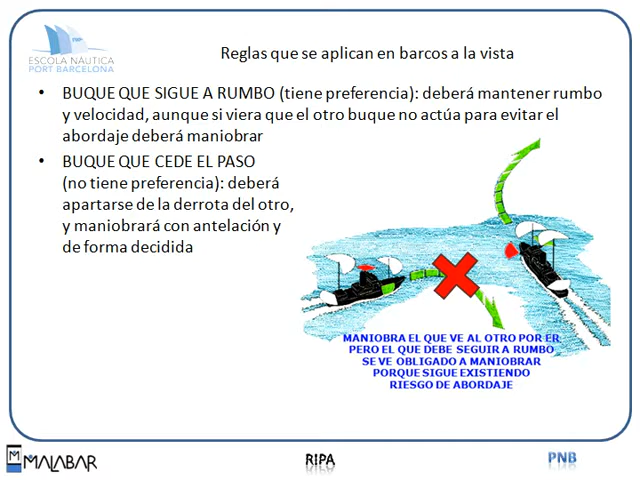 ESCOLA NÁUTICA
PORT BARCELONA
Reglas que se aplican en barcos a la vista
• BUQUE QUE SIGUE A RUMBO (tiene preferencia): deberá mantener rumbo
y velocidad, aunque si viera que el otro buque no actúa para evitar el
abordaje deberá maniobrar
• BUQUE QUE CEDE EL PASO
(no tiene preferencia): deberá
apartarse de la derrota del otro,
y maniobrará con antelación y
de forma decidida
MANIOBRA EL QUE VE AL OTRO POR ER
PERO EL QUE DEBE SEGUIR A RUMBO
SE VE OBLIGADO A MANIOBRAR
PORQUE SIGUE EXISTIENDO
RIESGO DE ABORDAJE
MALABAR
RIPA
PNB